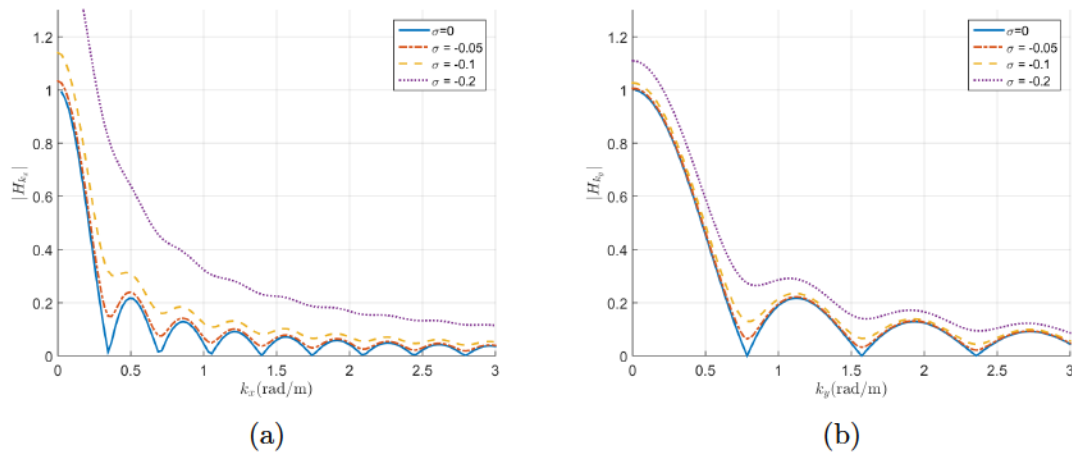 1.2
1
0.8
0.6
0.4
0.2
0
|H_{k_x}|
σ=0
σ = -0.05
σ = -0.1
σ = -0.2
0 0.5 1 1.5 2 2.5 3
k_x(rad/m)
(a)
1.2
1
0.8
0.6
0.4
0.2
0
|H_{k_y}|
σ=0
σ = -0.05
σ = -0.1
σ = -0.2
0 0.5 1 1.5 2 2.5 3
k_y(rad/m)
(b)